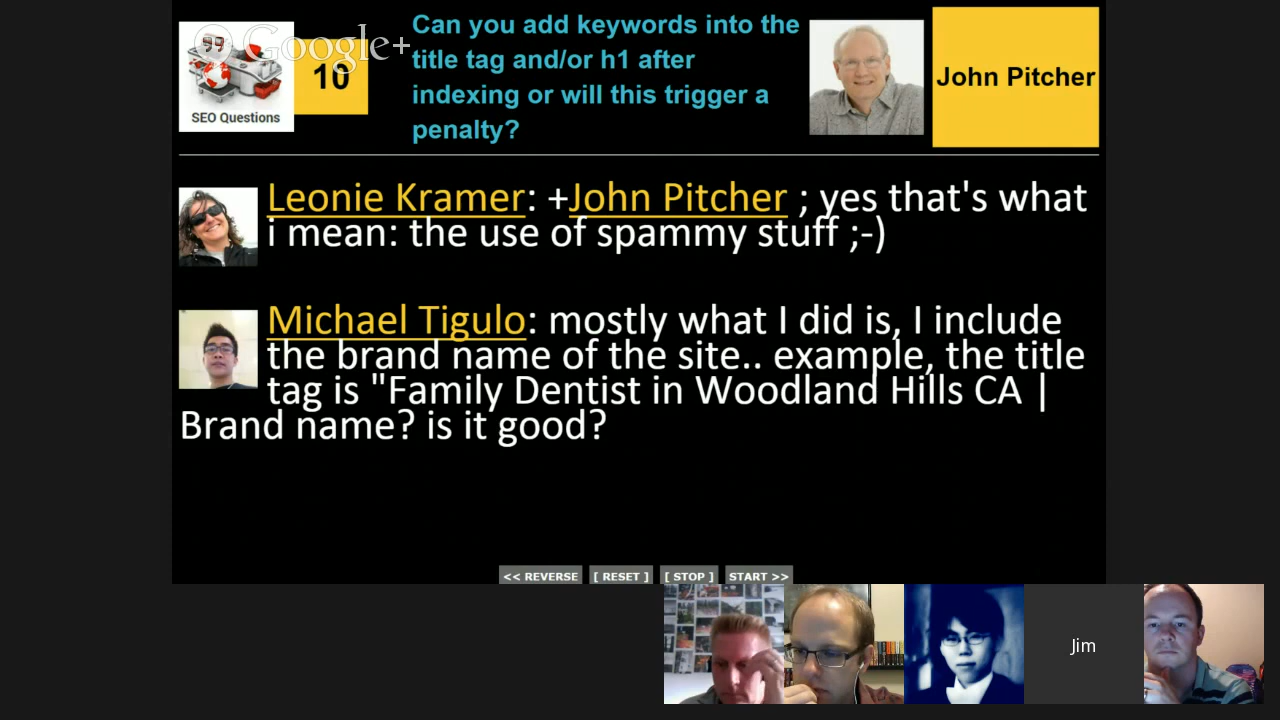 Google+
99
10
SEO Questions
Can you add keywords into the
title tag and/or h1 after
indexing or will this trigger a
penalty?
John Pitcher
Leonie Kramer: +John Pitcher ; yes that's what
i mean: the use of spammy stuff ;-)
Michael Tigulo: mostly what I did is, I include
the brand name of the site.. example, the title
tag is "Family Dentist in Woodland Hills CA |
Brand name? is it good?
<< REVERSE [ RESET ] [ STOP ] START >>
Jim